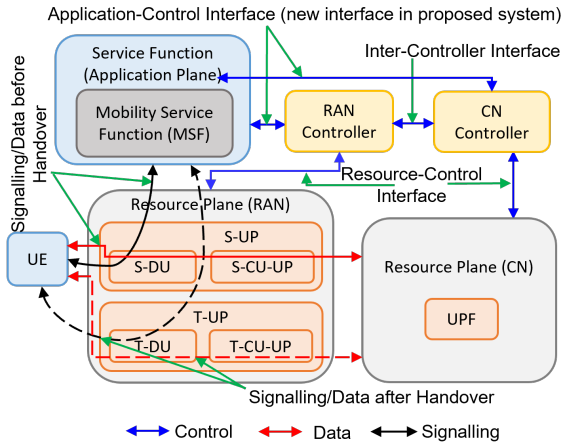 Application-Control Interface (new interface in proposed system)
Service Function
(Application Plane)
Inter-Controller Interface
Mobility Service
Function (MSF)
RAN
Controller
CN
Controller
Signalling/Data before
Handover
Resource-Control
Interface
Resource Plane (RAN)
S-UP
S-DU
S-CU-UP
UE
Resource Plane (CN)
UPF
T-UP
T-DU
T-CU-UP
Signalling/Data after Handover
Control
Data
Signalling